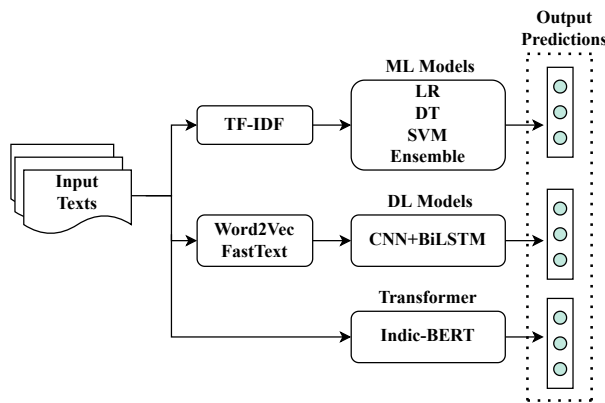 Output
Predictions
ML Models
LR
DT
SVM
Ensemble
TF-IDF
Input
Texts
DL Models
Word2Vec
FastText
CNN+BiLSTM
Transformer
Indic-BERT